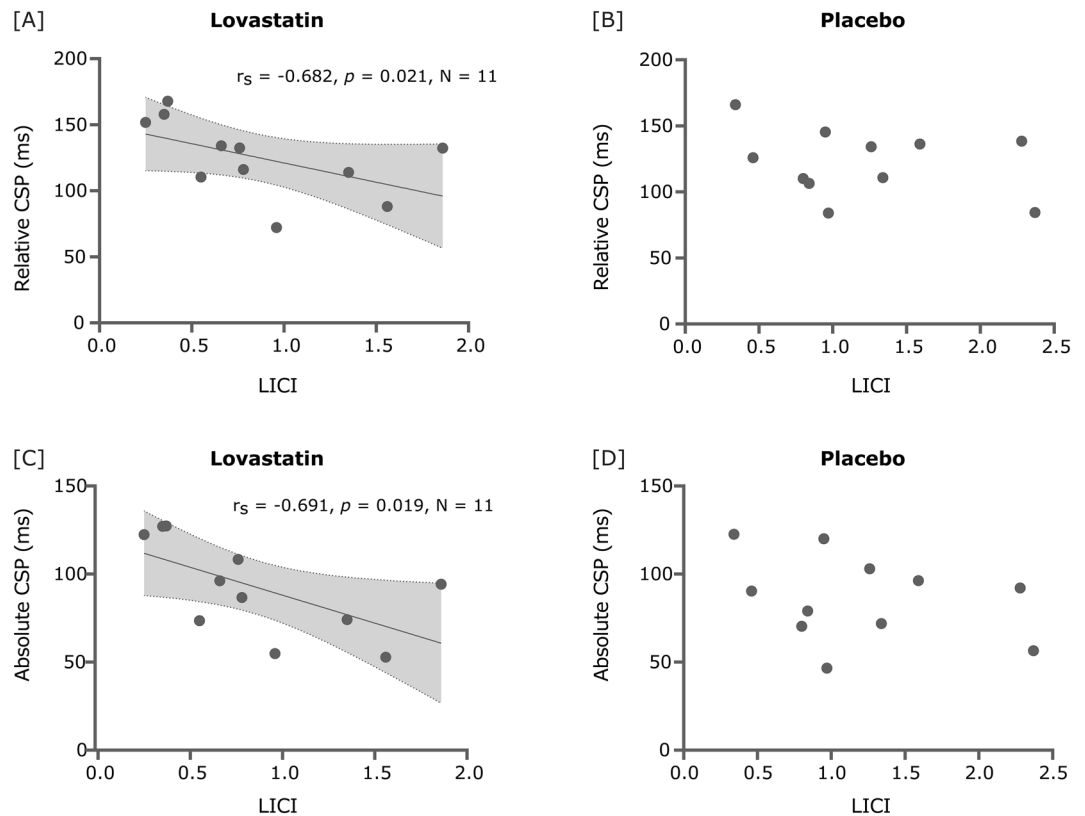 [A]
Lovastatin
r_s = -0.682, p = 0.021, N = 11
Relative CSP (ms)
200
150
100
50
0
0.0 0.5 1.0 1.5 2.0
LICI
[B]
Placebo
Relative CSP (ms)
200
150
100
50
0
0.0 0.5 1.0 1.5 2.0 2.5
LICI
[C]
Lovastatin
r_s = -0.691, p = 0.019, N = 11
Absolute CSP (ms)
150
100
50
0
0.0 0.5 1.0 1.5 2.0
LICI
[D]
Placebo
Absolute CSP (ms)
150
100
50
0
0.0 0.5 1.0 1.5 2.0 2.5
LICI